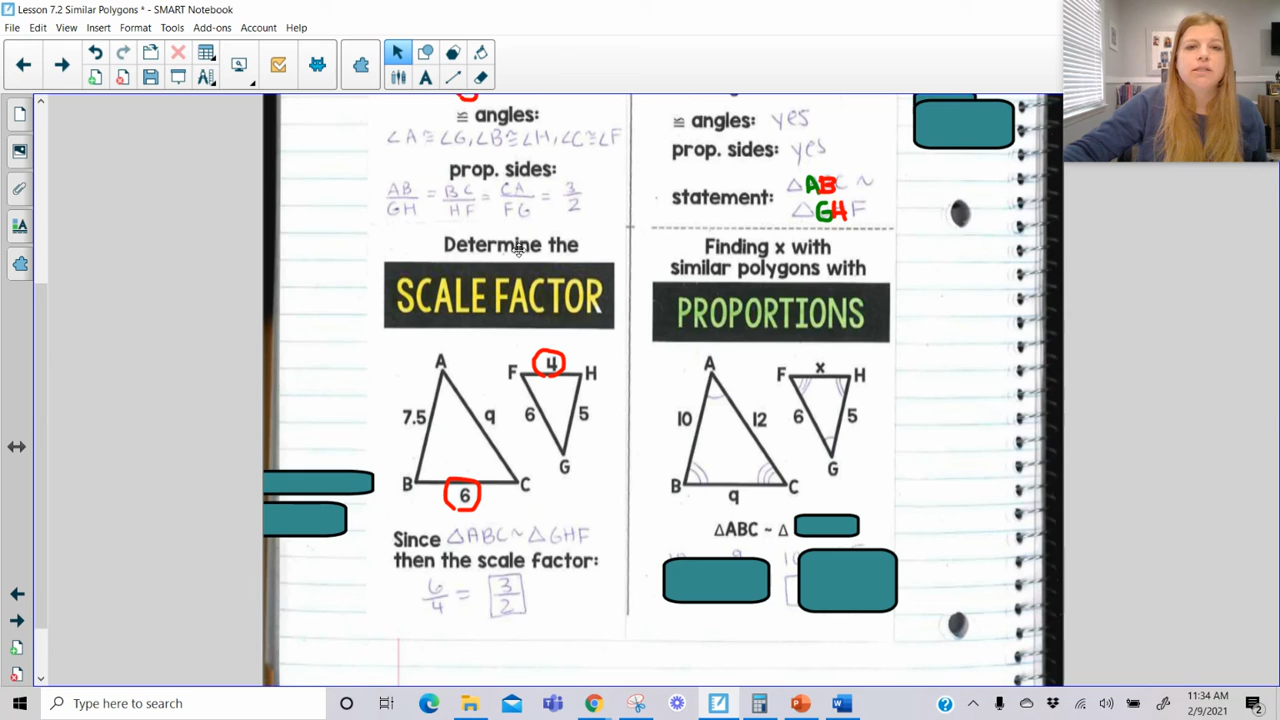 Lesson 7.2 Similar Polygons * - SMART Notebook
File Edit View Insert Format Tools Add-ons Account Help
≅ angles:
∠A≅∠G, ∠B≅∠H, ∠C≅∠F
prop. sides:
AB/GH = BC/HF = CA/FG = 3/2
≅ angles: yes
prop. sides: yes
statement: △ABC ~
△GHF
Determine the
SCALE FACTOR
A
F 4 H
7.5 9 6 5
B C G
6
Since △ABC ~ △GHF
then the scale factor:
6/4 = 3/2
Finding x with
similar polygons with
PROPORTIONS
A
F x H
10 12 6 5
B C G
9
△ABC ~ △
Type here to search
11:34 AM
2/9/2021
2